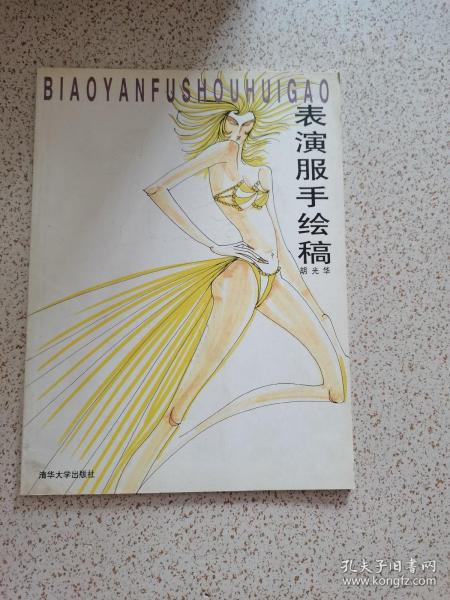 BIAOYANFUSHOUHUIGAO
表演服手绘稿
胡光华
清华大学出版社
孔夫子旧书网
www.kongfz.com